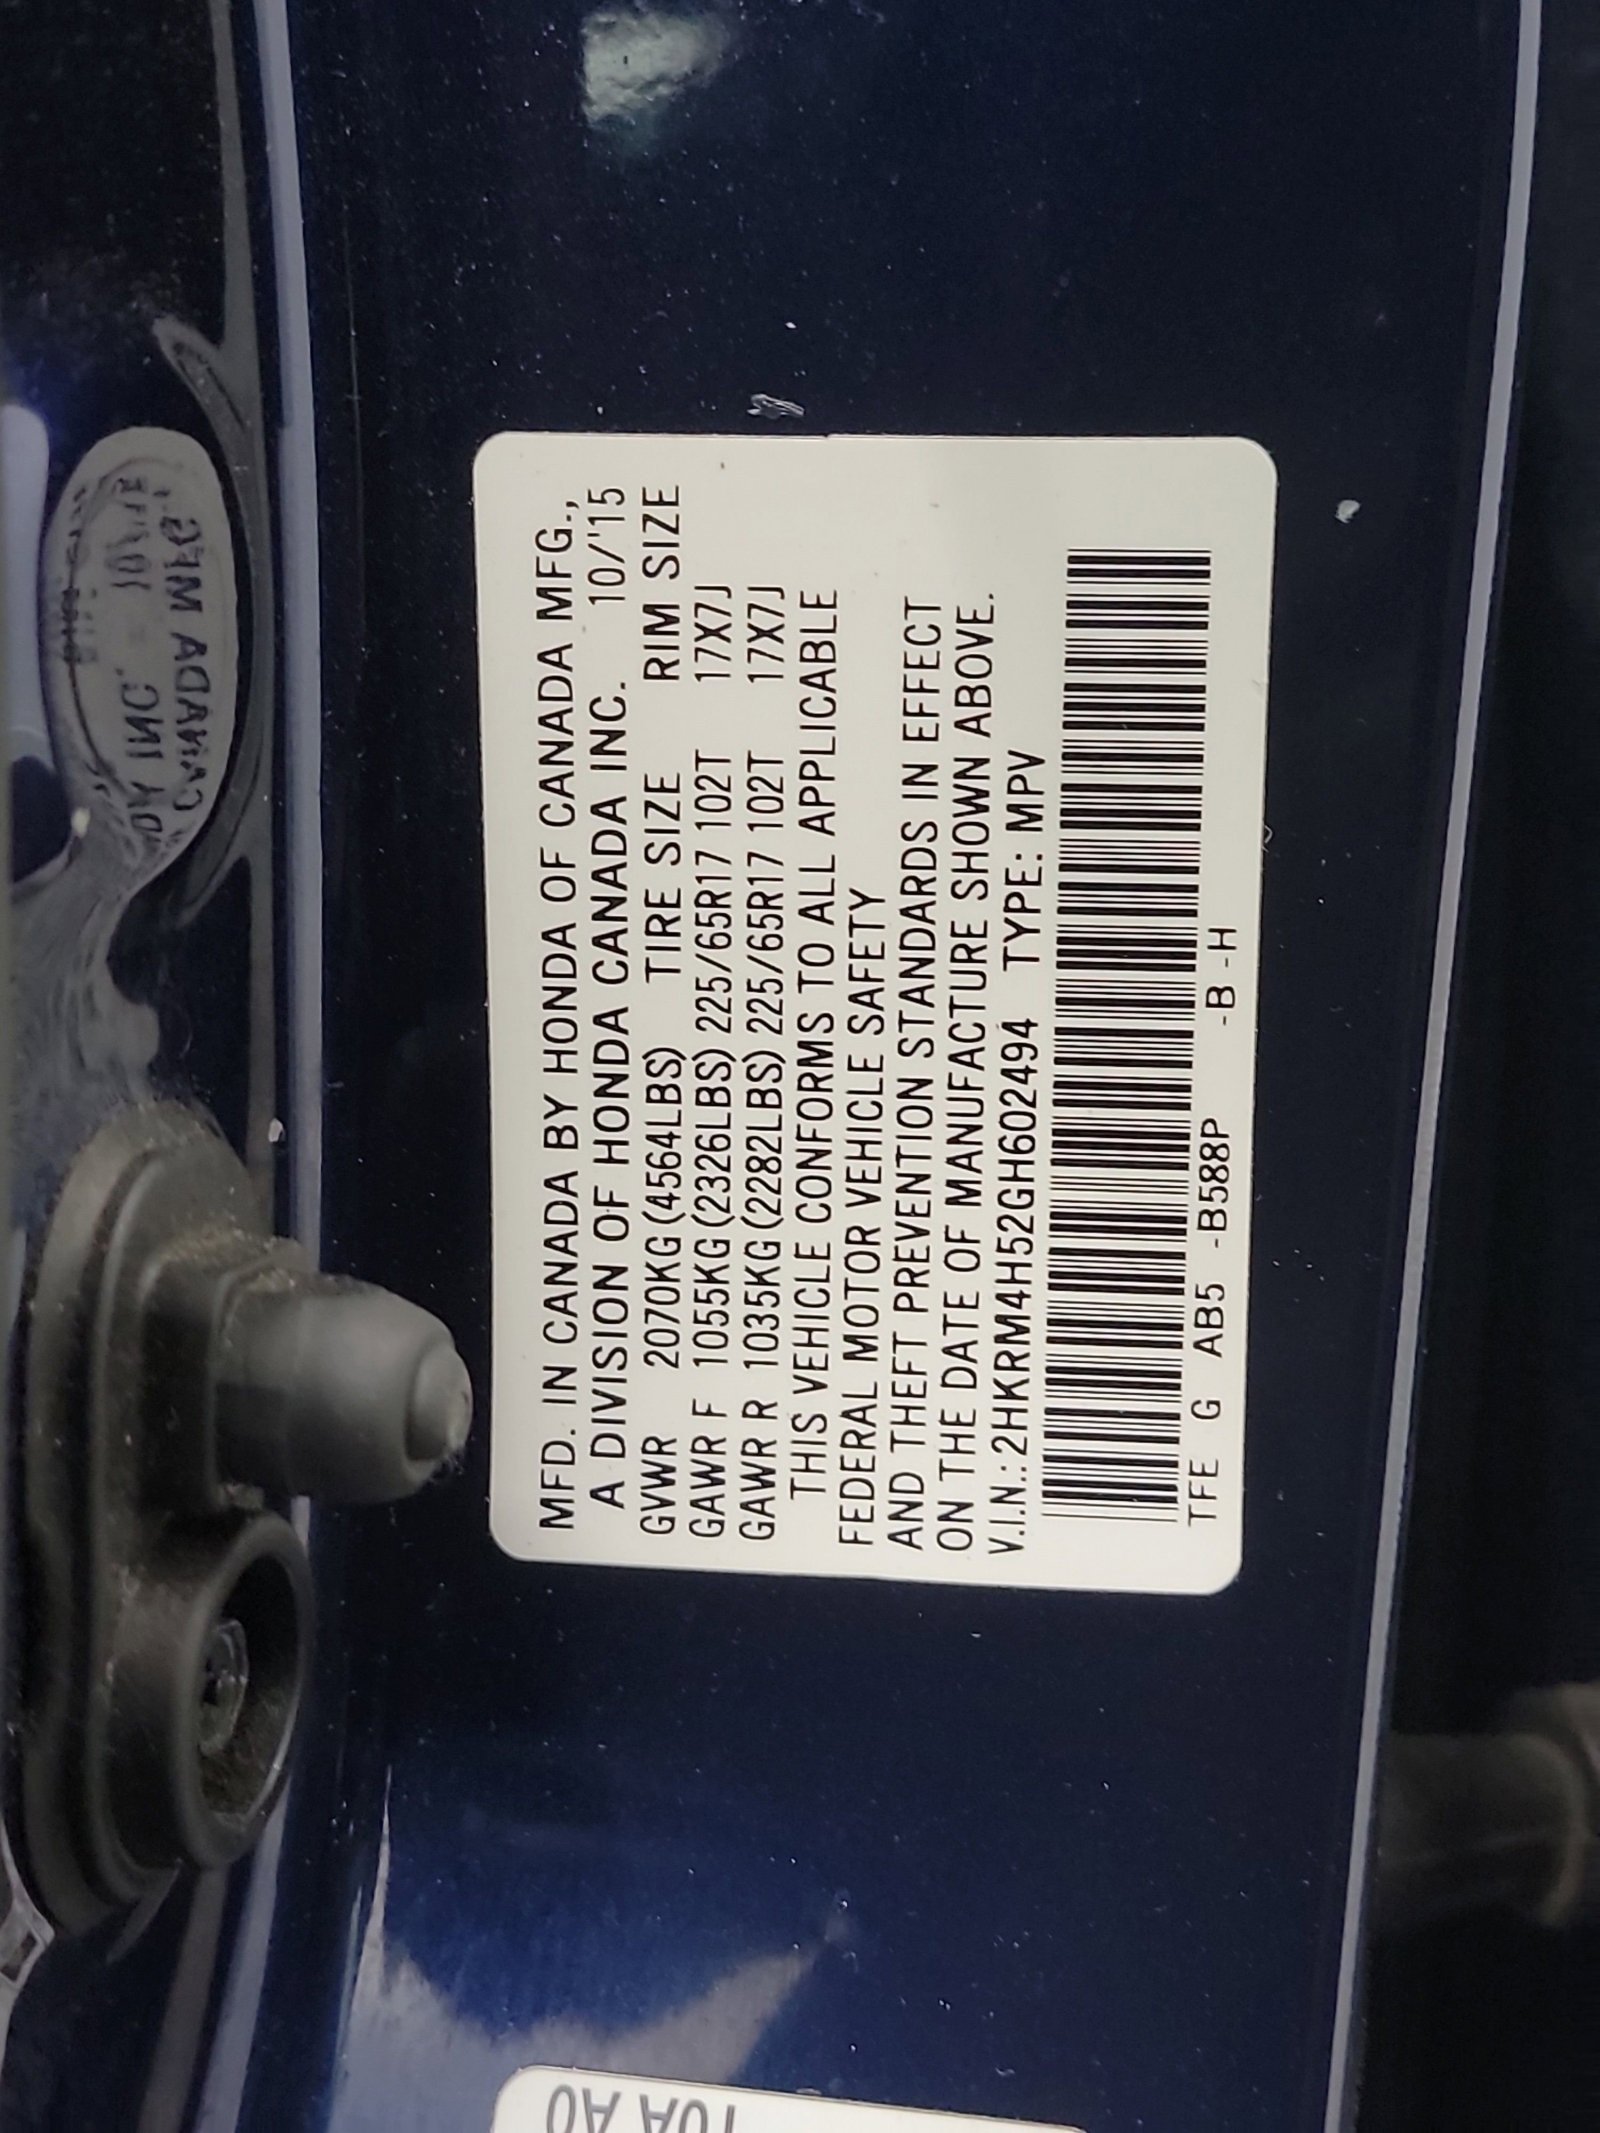 MFD. IN CANADA BY HONDA OF CANADA MFG.,
A DIVISION OF HONDA CANADA INC. 10/'15
GVWR 2070KG (4564LBS) TIRE SIZE RIM SIZE
GAWR F 1055KG (2326LBS) 225/65R17 102T 17X7J
GAWR R 1035KG (2282LBS) 225/65R17 102T 17X7J
THIS VEHICLE CONFORMS TO ALL APPLICABLE
FEDERAL MOTOR VEHICLE SAFETY
AND THEFT PREVENTION STANDARDS IN EFFECT
ON THE DATE OF MANUFACTURE SHOWN ABOVE.
V.I.N.: 2HKRM4H52GH602494 TYPE: MPV
TFE G AB5 -B588P -B -H